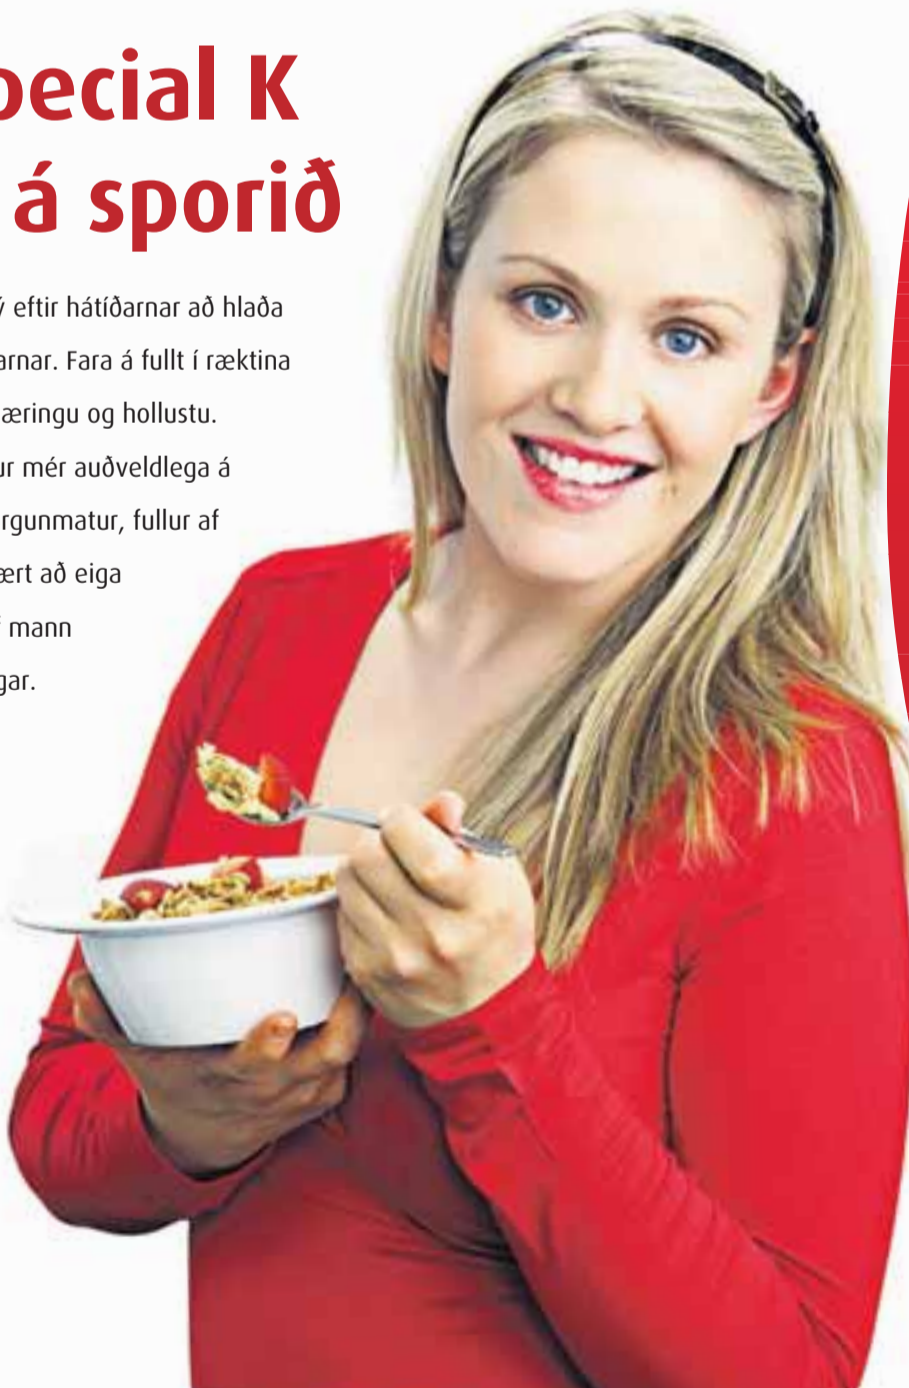 pecial K
á sporið
ý eftir hátíðarnar að hlaða
arnar. Fara á fullt í ræktina
æringu og hollustu.
ur mér auðveldlega á
rgunmatur, fullur af
ært að eiga
mann
gar.